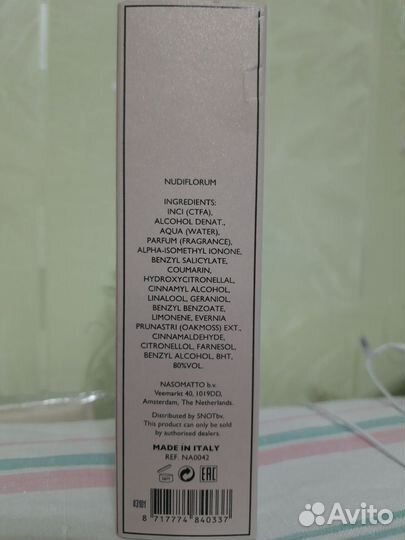 NUDIFLORUM
INGREDIENTS:
INCI (CTFA),
ALCOHOL DENAT.,
AQUA (WATER),
PARFUM (FRAGRANCE),
ALPHA-ISOMETHYL IONONE,
BENZYL SALICYLATE,
COUMARIN,
HYDROXYCITRONELLAL,
CINNAMYL ALCOHOL,
LINALOOL, GERANIOL,
BENZYL BENZOATE,
LIMONENE, EVERNIA
PRUNASTRI (OAKMOSS) EXT.,
CINNAMALDEHYDE,
CITRONELLOL, FARNESOL,
BENZYL ALCOHOL, BHT,
80%VOL.
NASOMATTO b.v.
Veemarkt 40, 1019DD,
Amsterdam, The Netherlands.
Distributed by SNOTbv.
This product can only be sold
by authorised dealers.
MADE IN ITALY
REF. NA0042
EAC
8 717774 840337
Avito